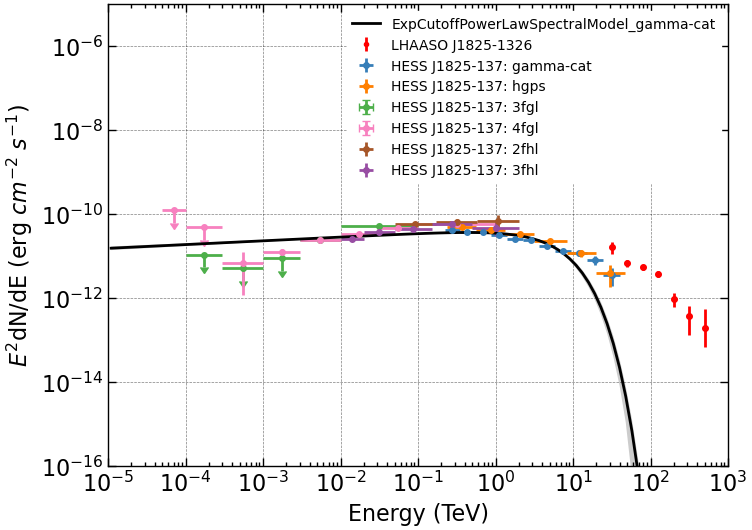 ExpCutoffPowerLawSpectralModel_gamma-cat
LHAASO J1825-1326
HESS J1825-137: gamma-cat
HESS J1825-137: hgps
HESS J1825-137: 3fgl
HESS J1825-137: 4fgl
HESS J1825-137: 2fhl
HESS J1825-137: 3fhl
E²dN/dE (erg cm⁻² s⁻¹)
10⁻⁶
10⁻⁸
10⁻¹⁰
10⁻¹²
10⁻¹⁴
10⁻¹⁶
10⁻⁵ 10⁻⁴ 10⁻³ 10⁻² 10⁻¹ 10⁰ 10¹ 10² 10³
Energy (TeV)